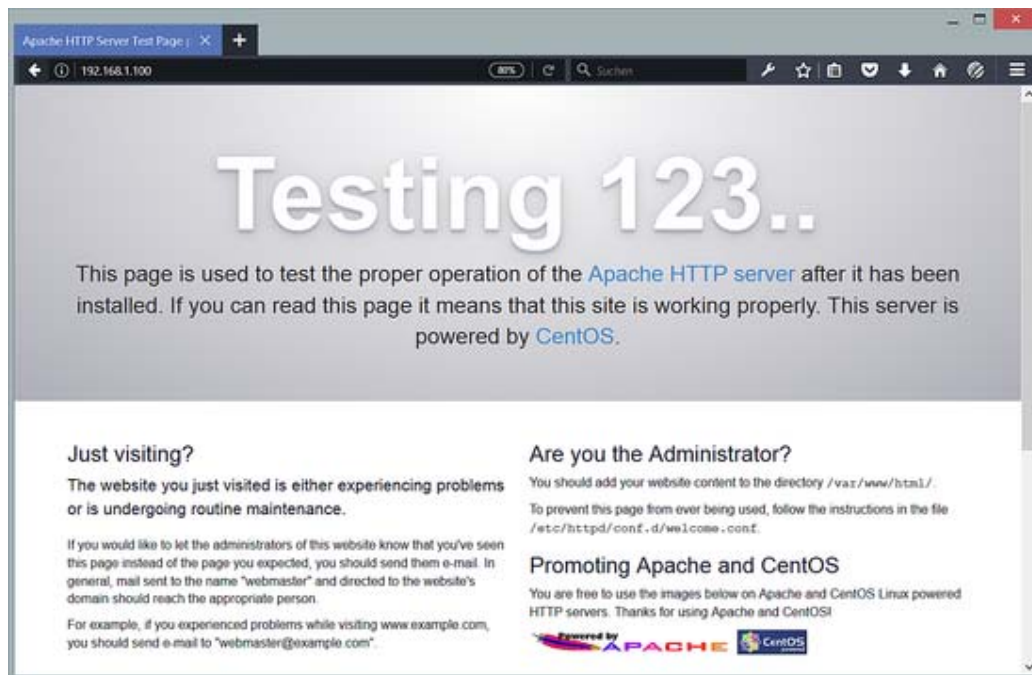 Apache HTTP Server Test Page p
192.168.1.100
80%
Suchen
Testing 123..
This page is used to test the proper operation of the Apache HTTP server after it has been
installed. If you can read this page it means that this site is working properly. This server is
powered by CentOS.
Just visiting?
The website you just visited is either experiencing problems
or is undergoing routine maintenance.
If you would like to let the administrators of this website know that you've seen
this page instead of the page you expected, you should send them e-mail. In
general, mail sent to the name "webmaster" and directed to the website's
domain should reach the appropriate person.
For example, if you experienced problems while visiting www.example.com,
you should send e-mail to "webmaster@example.com".
Are you the Administrator?
You should add your website content to the directory /var/www/html/.
To prevent this page from ever being used, follow the instructions in the file
/etc/httpd/conf.d/welcome.conf.
Promoting Apache and CentOS
You are free to use the images below on Apache and CentOS Linux powered
HTTP servers. Thanks for using Apache and CentOS!
Powered by
APACHE
CentOS